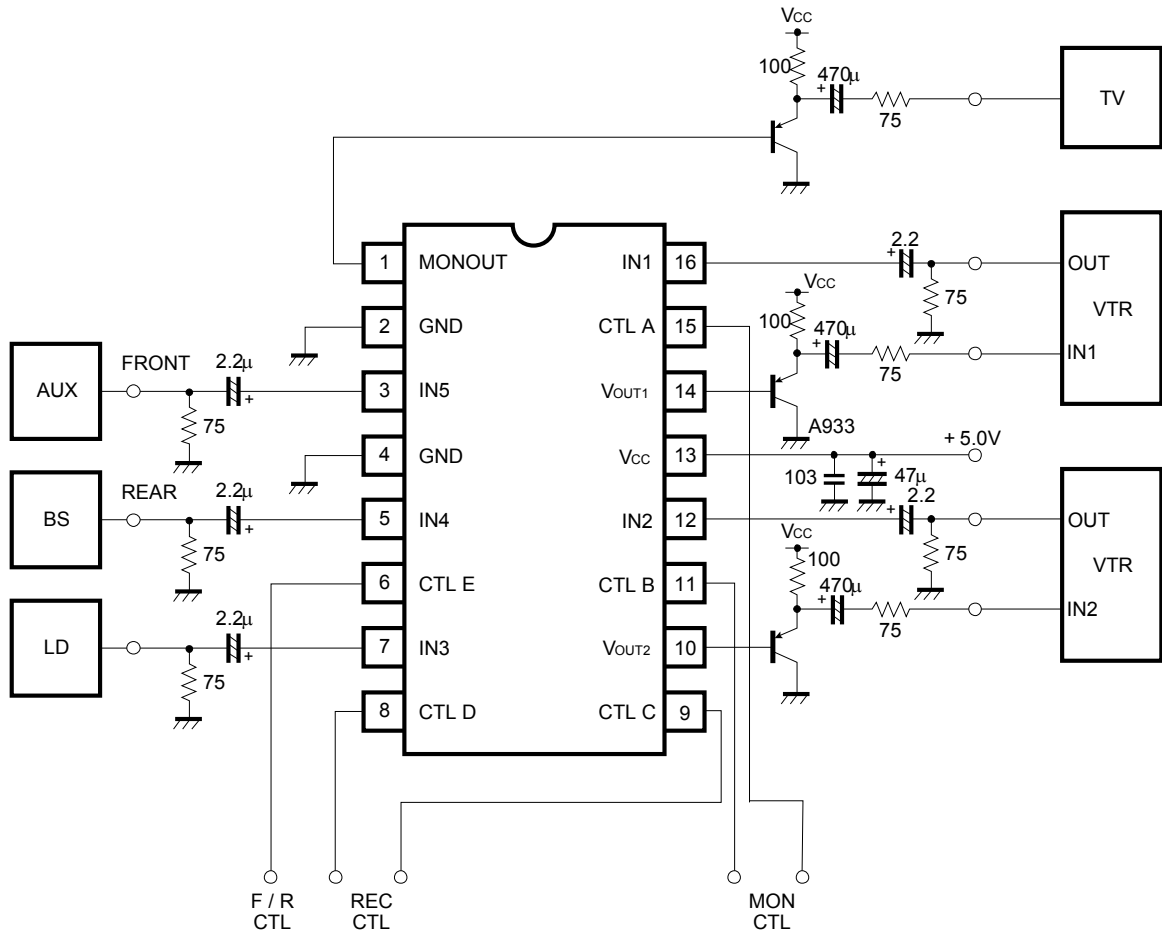 VCC
100
470μ
+
75
TV
1
MONOUT
2
GND
3
IN5
4
GND
5
IN4
6
CTL E
7
IN3
8
CTL D
IN1
16
CTL A
15
VOUT1
14
VCC
13
IN2
12
CTL B
11
VOUT2
10
CTL C
9
AUX
FRONT
2.2μ
+
75
BS
REAR
2.2μ
+
75
LD
2.2μ
+
75
2.2
+
75
OUT
VTR
IN1
VCC
100
470μ
+
75
A933
+ 5.0V
103
+
47μ
2.2
+
75
OUT
VTR
IN2
VCC
100
470μ
+
75
F / R
CTL
REC
CTL
MON
CTL